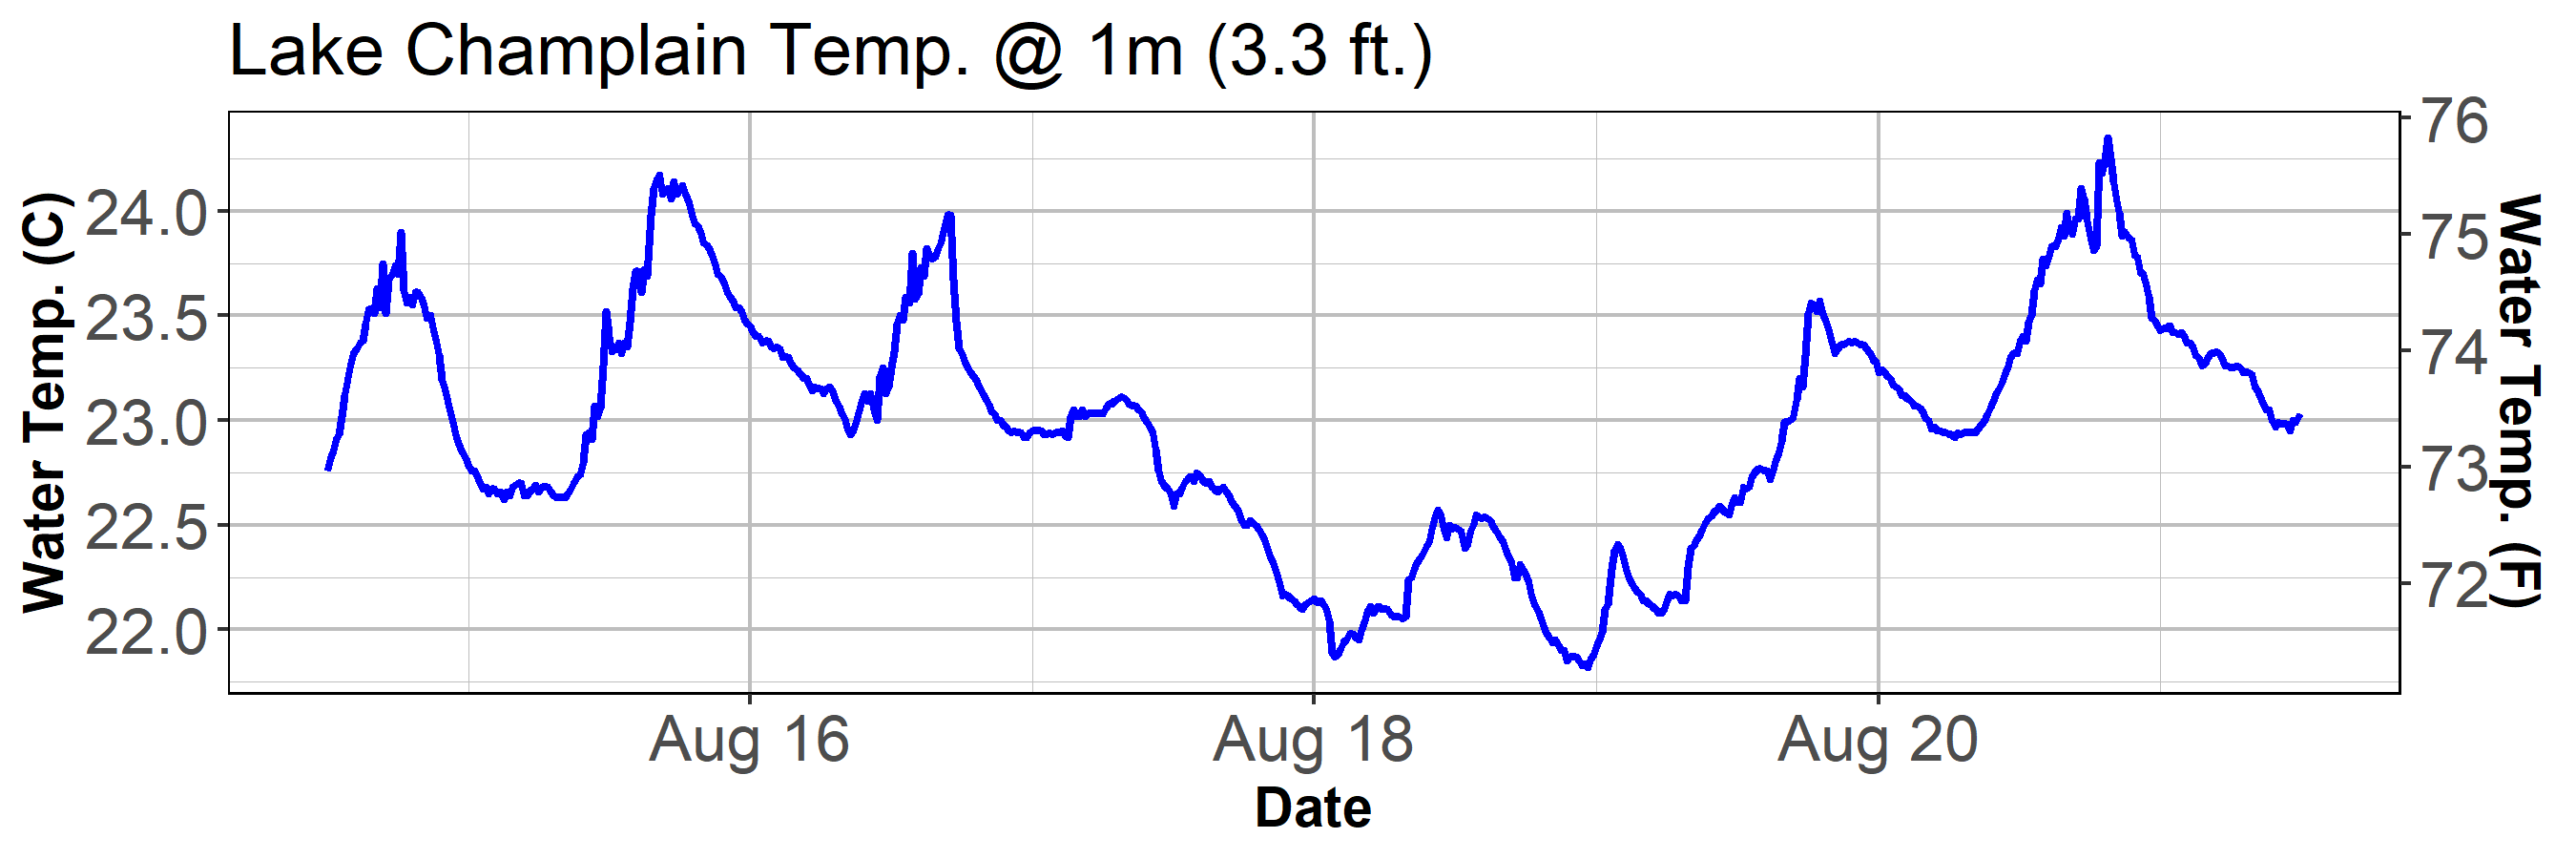 Lake Champlain Temp. @ 1m (3.3 ft.)
Water Temp. (C)
24.0
23.5
23.0
22.5
22.0
76
75
74
73
72
Water Temp. (F)
Aug 16
Aug 18
Aug 20
Date